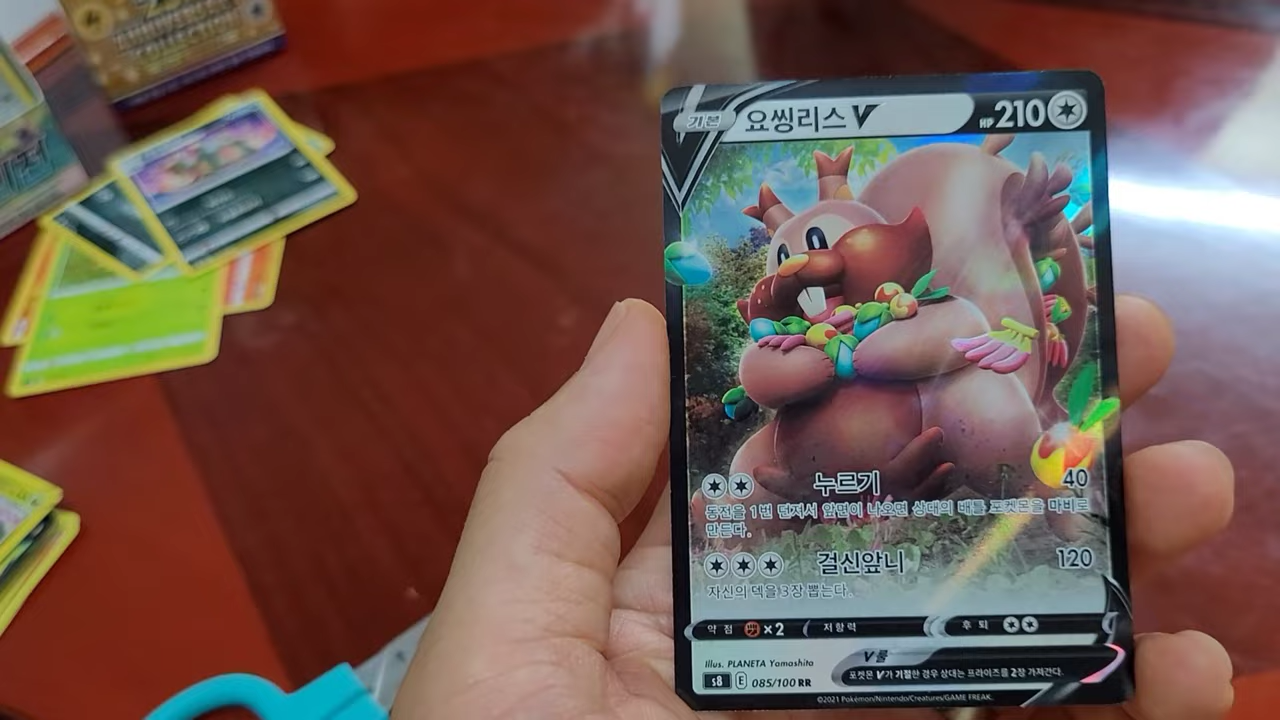 ANNIVERSARY
COLLECTION
기본 요씽리스V HP 210
누르기 40
동전을 1번 던져서 앞면이 나오면 상대의 배틀 포켓몬을 마비로
만든다.
걸신앞니 120
자신의 덱을 3장 뽑는다.
약점 ×2 저항력 후퇴
Illus. PLANETA Yamashita
V룰
s8 E 085/100 RR
포켓몬 V가 기절한 경우 상대는 프라이즈를 2장 가져간다.
©2021 Pokémon/Nintendo/Creatures/GAME FREAK.